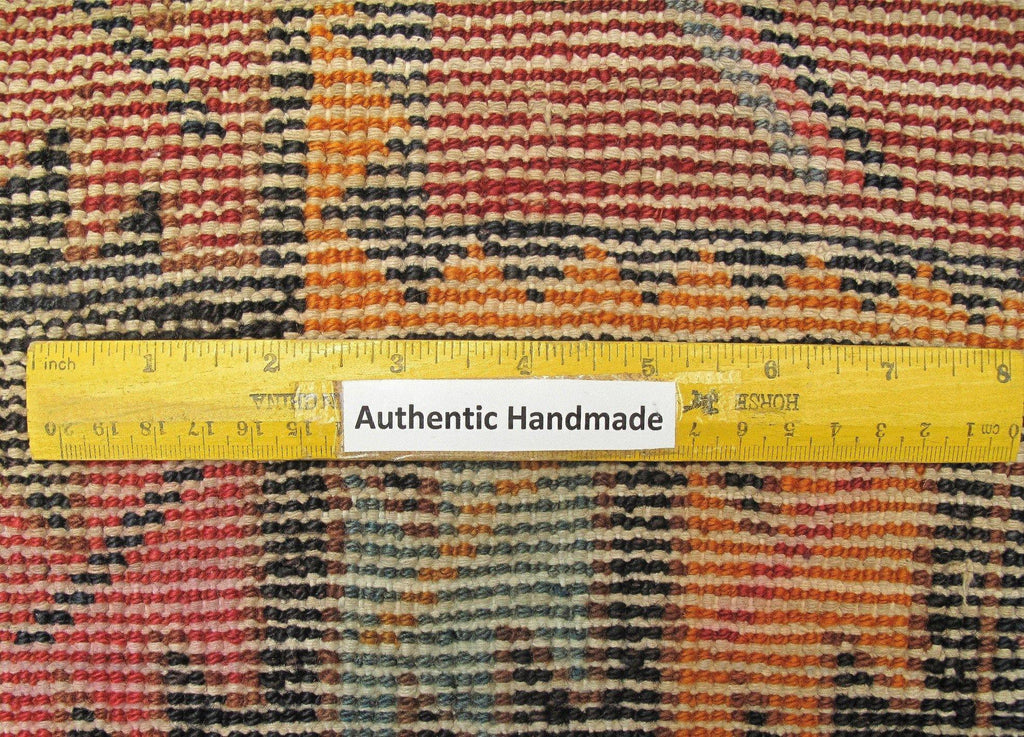 inch 1 2 3 4 5 6 7 8
HORSE CHINA
Authentic Handmade
20 19 18 17 16 15 7 6 5 4 3 2 1 0 cm